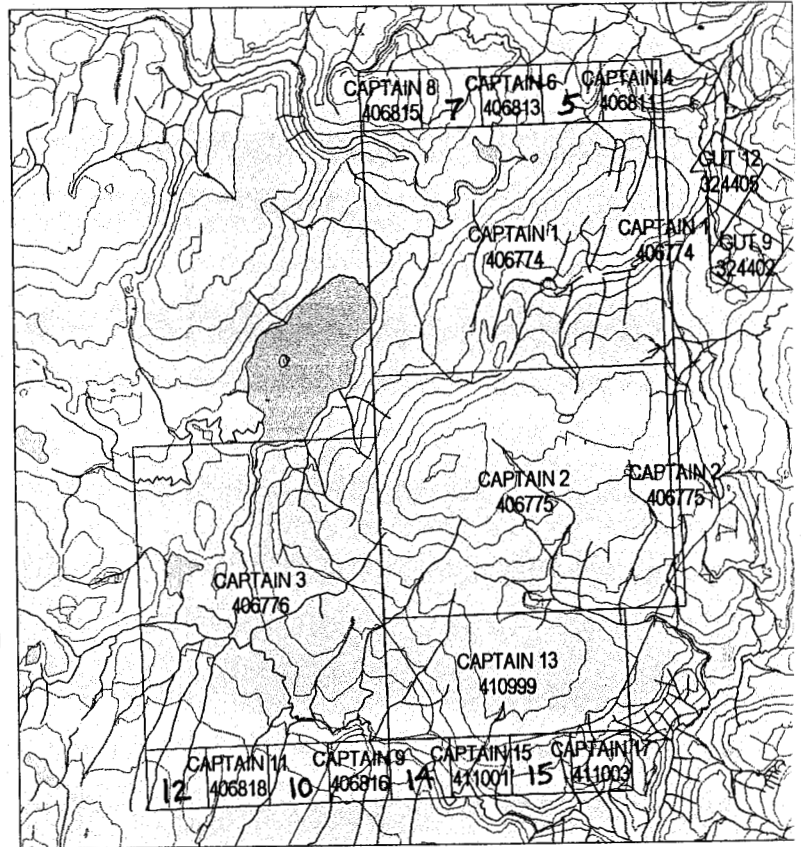 CAPTAIN 8
406815
7
CAPTAIN 6
406813
5
CAPTAIN 4
406811
GUT 12
324405
CAPTAIN 1
406774
CAPTAIN 1
406774
GUT 9
324402
CAPTAIN 2
406775
CAPTAIN 2
406775
CAPTAIN 3
406776
CAPTAIN 13
410999
12
CAPTAIN 11
406818
10
CAPTAIN 9
406816
14
CAPTAIN 15
411001
15
CAPTAIN 17
411003